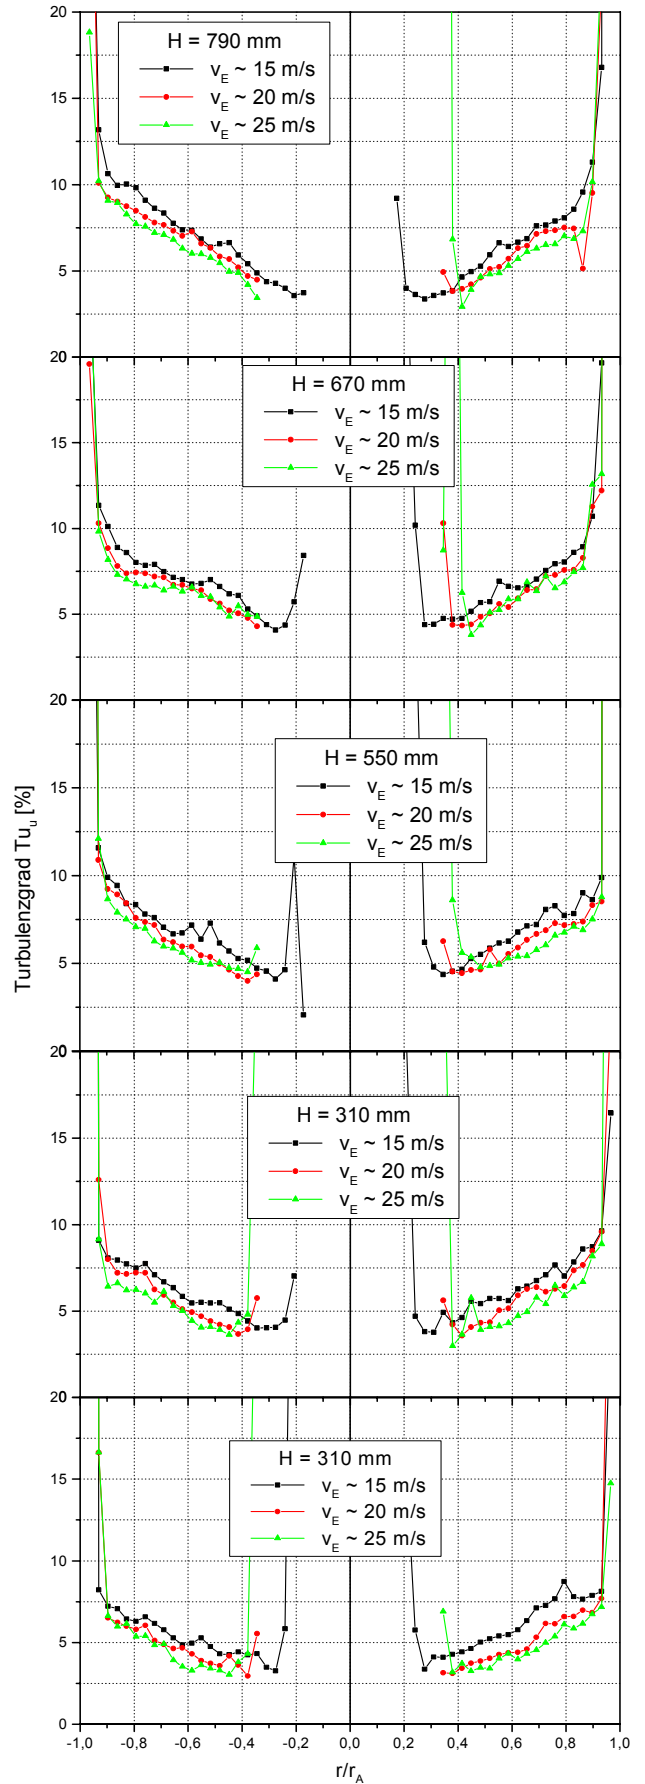 20
H = 790 mm
v_E ~ 15 m/s
v_E ~ 20 m/s
v_E ~ 25 m/s
15
10
5
20
H = 670 mm
v_E ~ 15 m/s
v_E ~ 20 m/s
v_E ~ 25 m/s
15
10
5
20
H = 550 mm
v_E ~ 15 m/s
v_E ~ 20 m/s
v_E ~ 25 m/s
15
10
5
Turbulenzgrad Tu_u [%]
20
H = 310 mm
v_E ~ 15 m/s
v_E ~ 20 m/s
v_E ~ 25 m/s
15
10
5
20
H = 310 mm
v_E ~ 15 m/s
v_E ~ 20 m/s
v_E ~ 25 m/s
15
10
5
0
-1,0 -0,8 -0,6 -0,4 -0,2 0,0 0,2 0,4 0,6 0,8 1,0
r/r_A